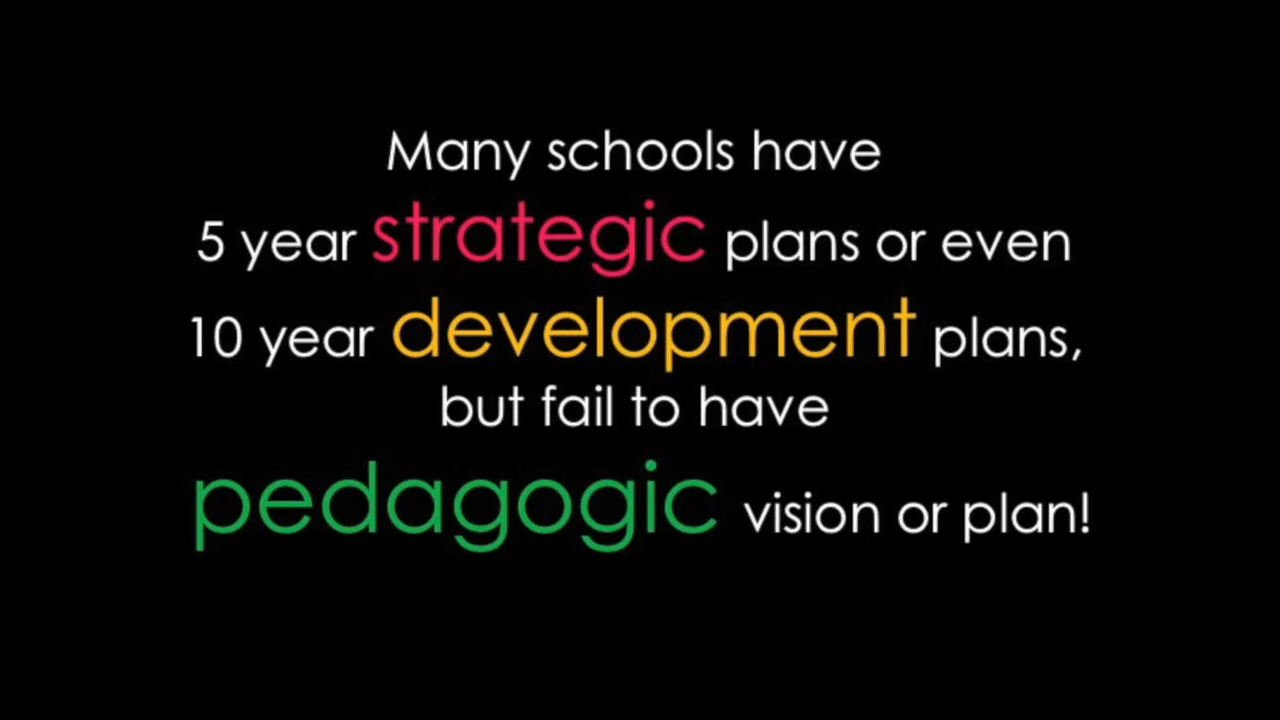 Many schools have
5 year strategic plans or even
10 year development plans,
but fail to have
pedagogic vision or plan!